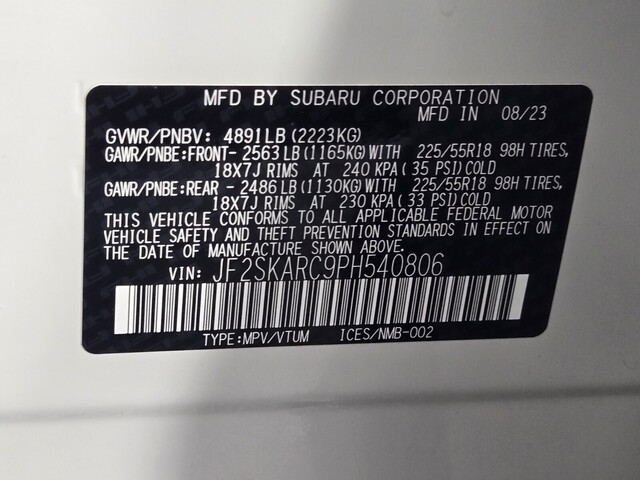 MFD BY SUBARU CORPORATION
MFD IN 08/23
GVWR/PNBV: 4891LB(2223KG)
GAWR/PNBE:FRONT- 2563LB(1165KG)WITH 225/55R18 98H TIRES,
18X7J RIMS AT 240 KPA(35 PSI)COLD
GAWR/PNBE:REAR - 2486LB(1130KG)WITH 225/55R18 98H TIRES,
18X7J RIMS AT 230 KPA(33 PSI)COLD
THIS VEHICLE CONFORMS TO ALL APPLICABLE FEDERAL MOTOR
VEHICLE SAFETY AND THEFT PREVENTION STANDARDS IN EFFECT ON
THE DATE OF MANUFACTURE SHOWN ABOVE.
VIN: JF2SKARC9PH540806
TYPE:MPV/VTUM ICES/NMB-002